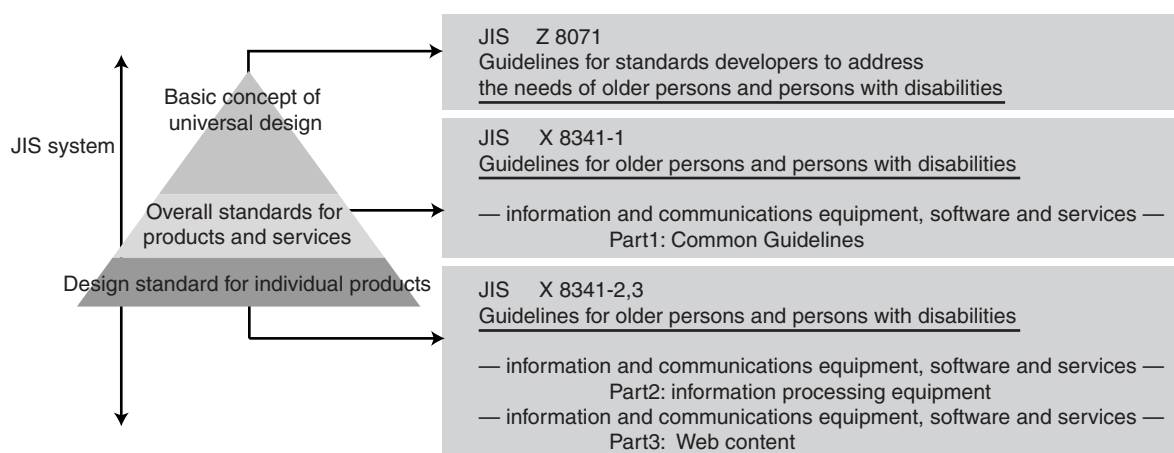 JIS system
Basic concept of
universal design
Overall standards for
products and services
Design standard for individual products
JIS Z 8071
Guidelines for standards developers to address
the needs of older persons and persons with disabilities
JIS X 8341-1
Guidelines for older persons and persons with disabilities
— information and communications equipment, software and services —
Part1: Common Guidelines
JIS X 8341-2,3
Guidelines for older persons and persons with disabilities
— information and communications equipment, software and services —
Part2: information processing equipment
— information and communications equipment, software and services —
Part3: Web content